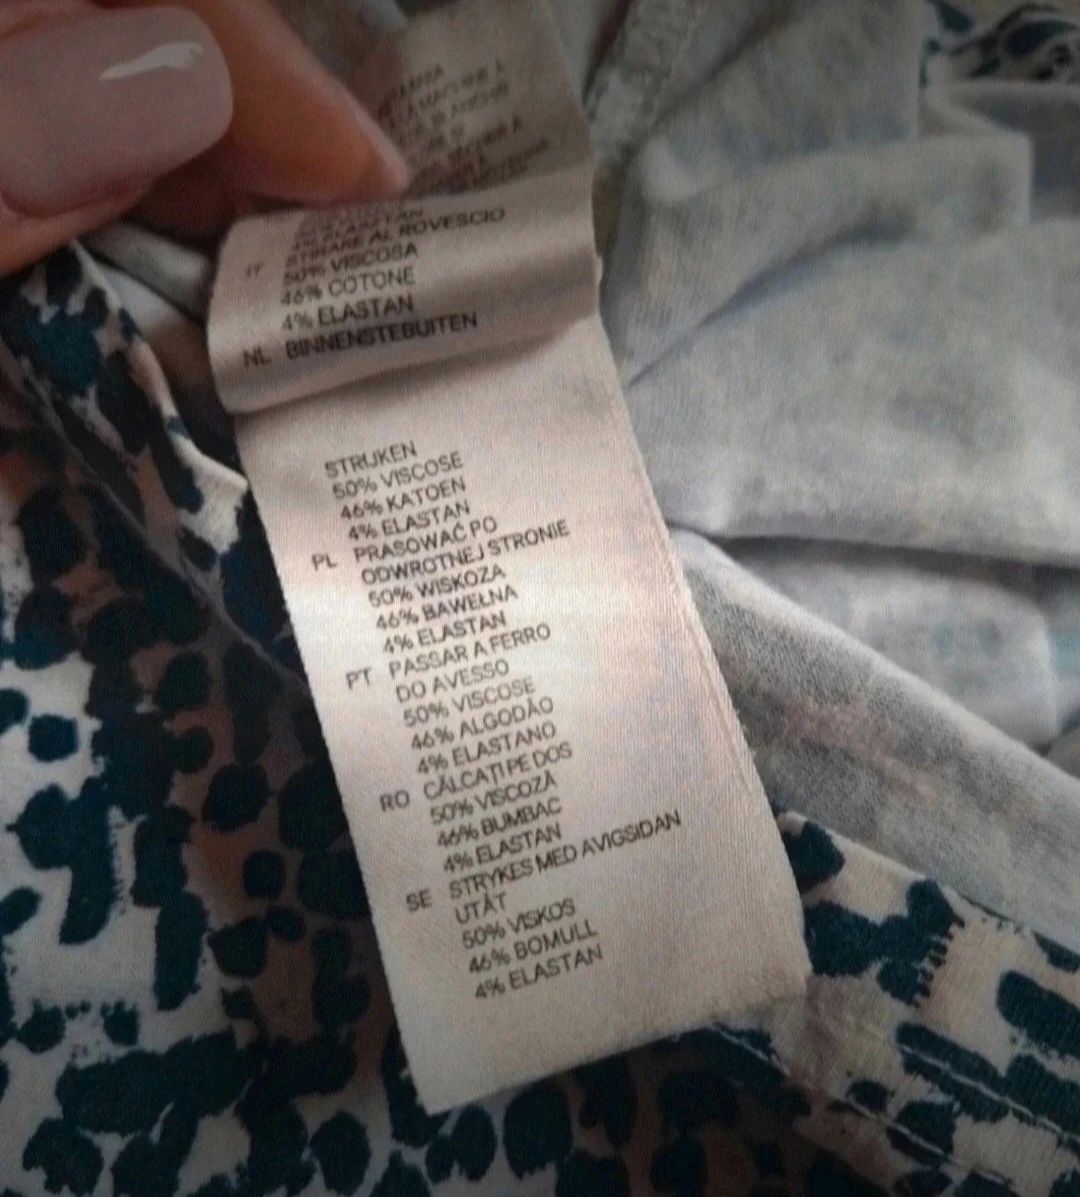 STIRARE AL ROVESCIO
IT 50% VISCOSA
46% COTONE
4% ELASTAN
NL BINNENSTEBUITEN
STRIJKEN
50% VISCOSE
46% KATOEN
4% ELASTAN
PL PRASOWAĆ PO
ODWROTNEJ STRONIE
50% WISKOZA
46% BAWEŁNA
4% ELASTAN
PT PASSAR A FERRO
DO AVESSO
50% VISCOSE
46% ALGODÃO
4% ELASTANO
RO CĂLCAȚI PE DOS
50% VISCOZĂ
46% BUMBAC
4% ELASTAN
SE STRYKES MED AVIGSIDAN
UTÅT
50% VISKOS
46% BOMULL
4% ELASTAN